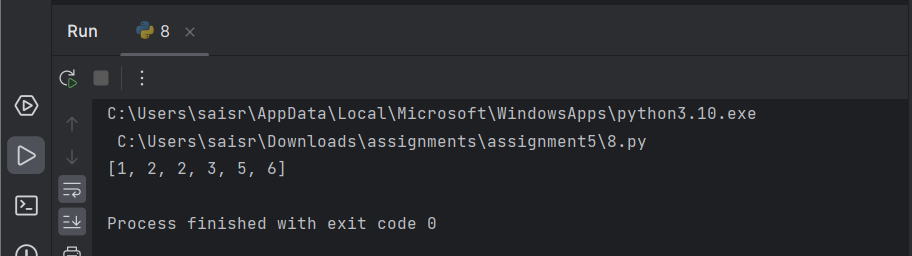 Run 8
C:\Users\saisr\AppData\Local\Microsoft\WindowsApps\python3.10.exe
C:\Users\saisr\Downloads\assignments\assignment5\8.py
[1, 2, 2, 3, 5, 6]
Process finished with exit code 0